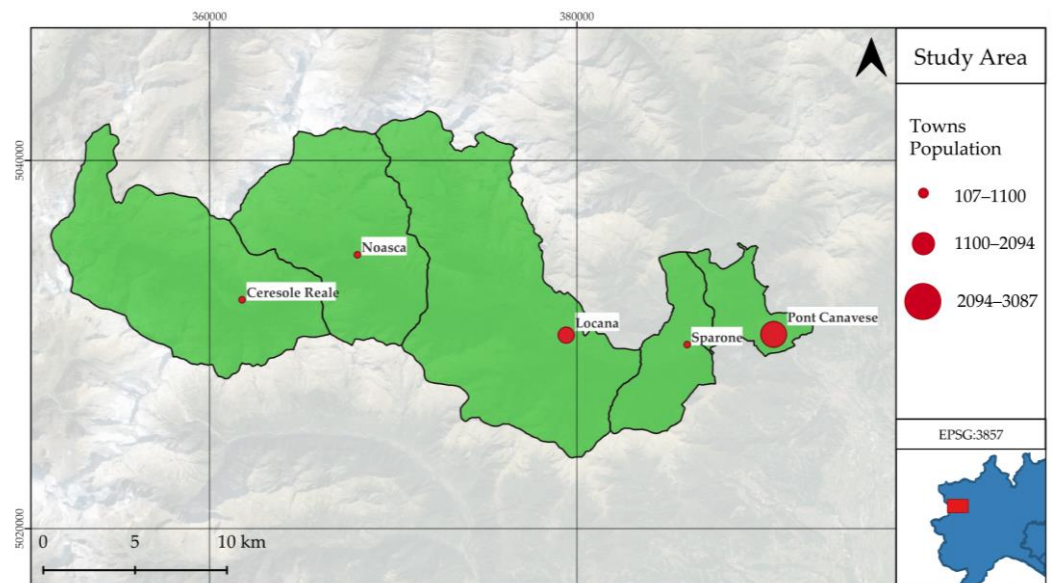 360000
380000
5040000
5020000
Noasca
Ceresole Reale
Locana
Sparone
Pont Canavese
0 5 10 km
Study Area
Towns
Population
107–1100
1100–2094
2094–3087
EPSG:3857